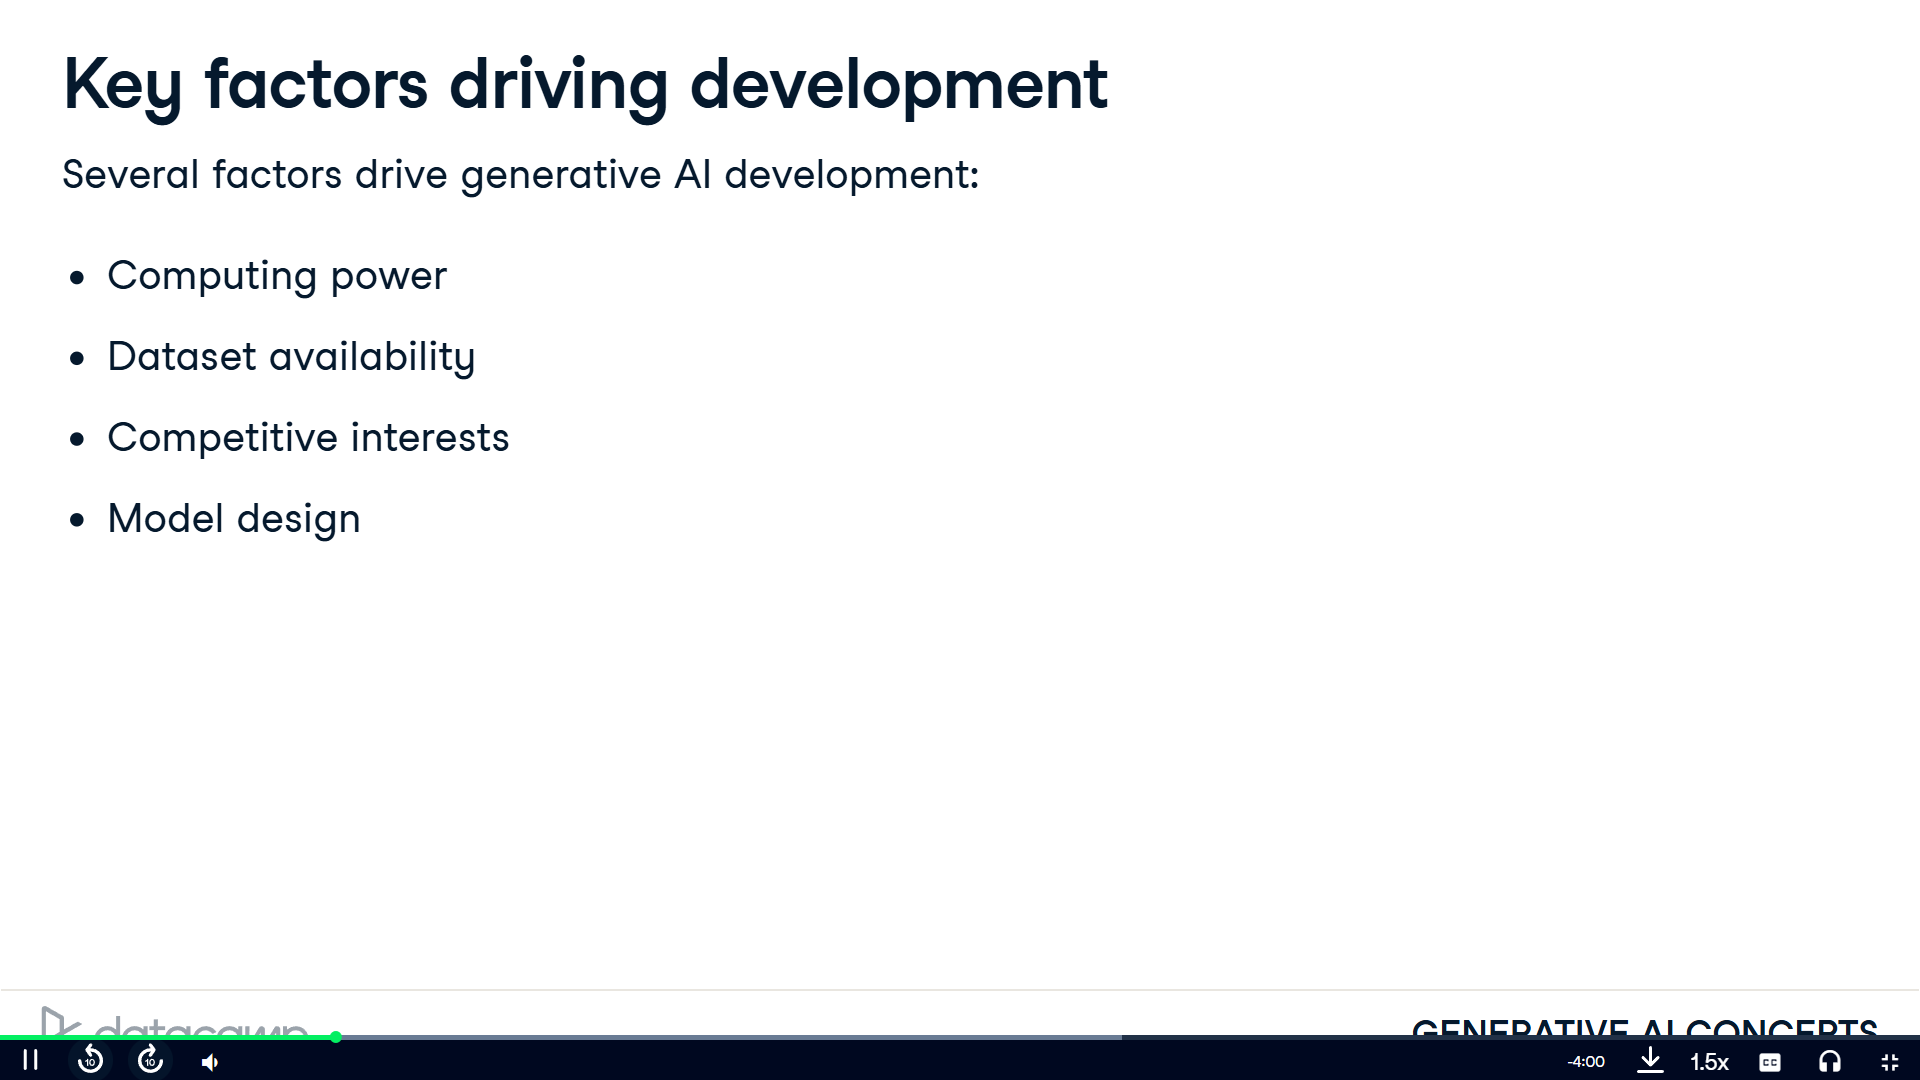 Key factors driving development
Several factors drive generative AI development:
• Computing power
• Dataset availability
• Competitive interests
• Model design
datacamp
GENERATIVE AI CONCEPTS
10
10
-4:00
1.5x
CC